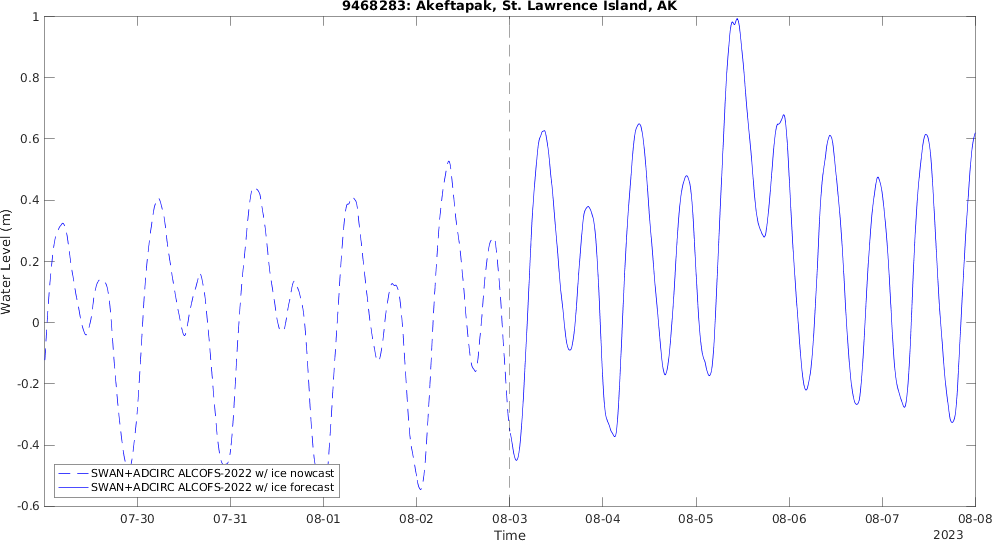 9468283: Akeftapak, St. Lawrence Island, AK
Water Level (m)
1
0.8
0.6
0.4
0.2
0
-0.2
-0.4
-0.6
SWAN+ADCIRC ALCOFS-2022 w/ ice nowcast
SWAN+ADCIRC ALCOFS-2022 w/ ice forecast
07-30 07-31 08-01 08-02 08-03 08-04 08-05 08-06 08-07 08-08
Time
2023